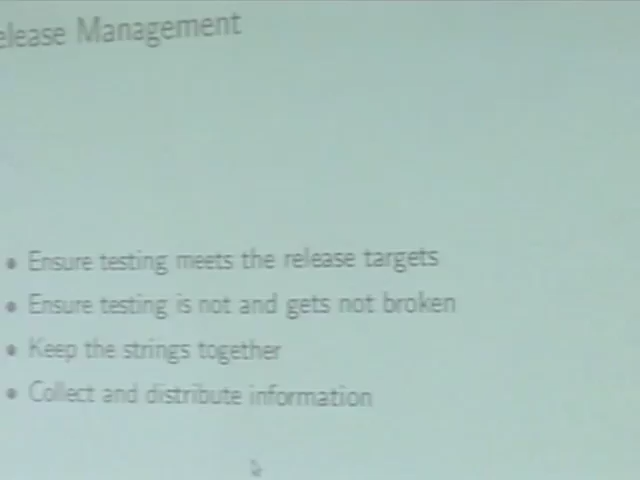 elease Management
Ensure testing meets the release targets
Ensure testing is not and gets not broken
Keep the strings together
Collect and distribute information